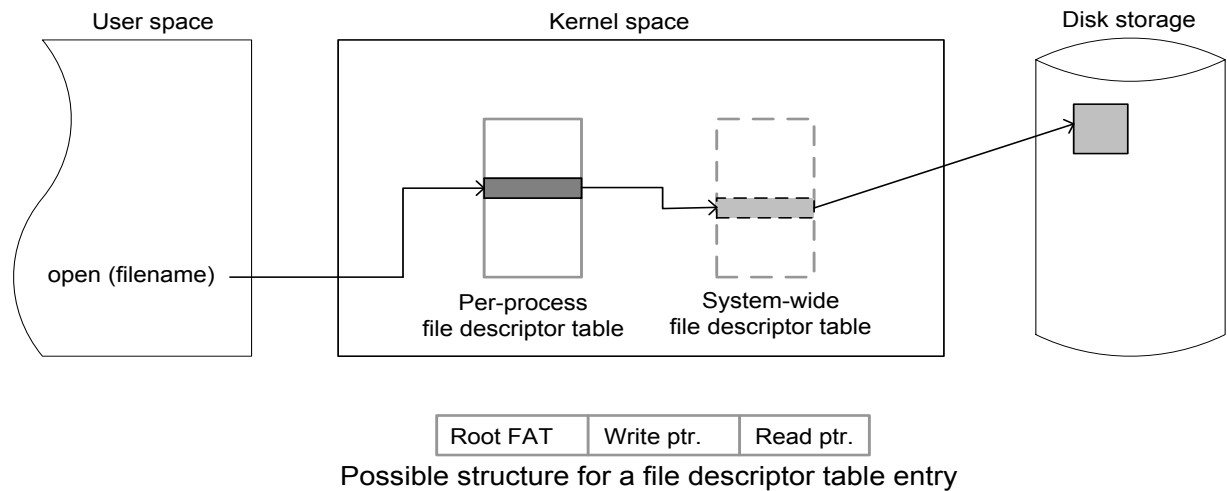 User space
Kernel space
Disk storage
open (filename)
Per-process
file descriptor table
System-wide
file descriptor table
Root FAT
Write ptr.
Read ptr.
Possible structure for a file descriptor table entry